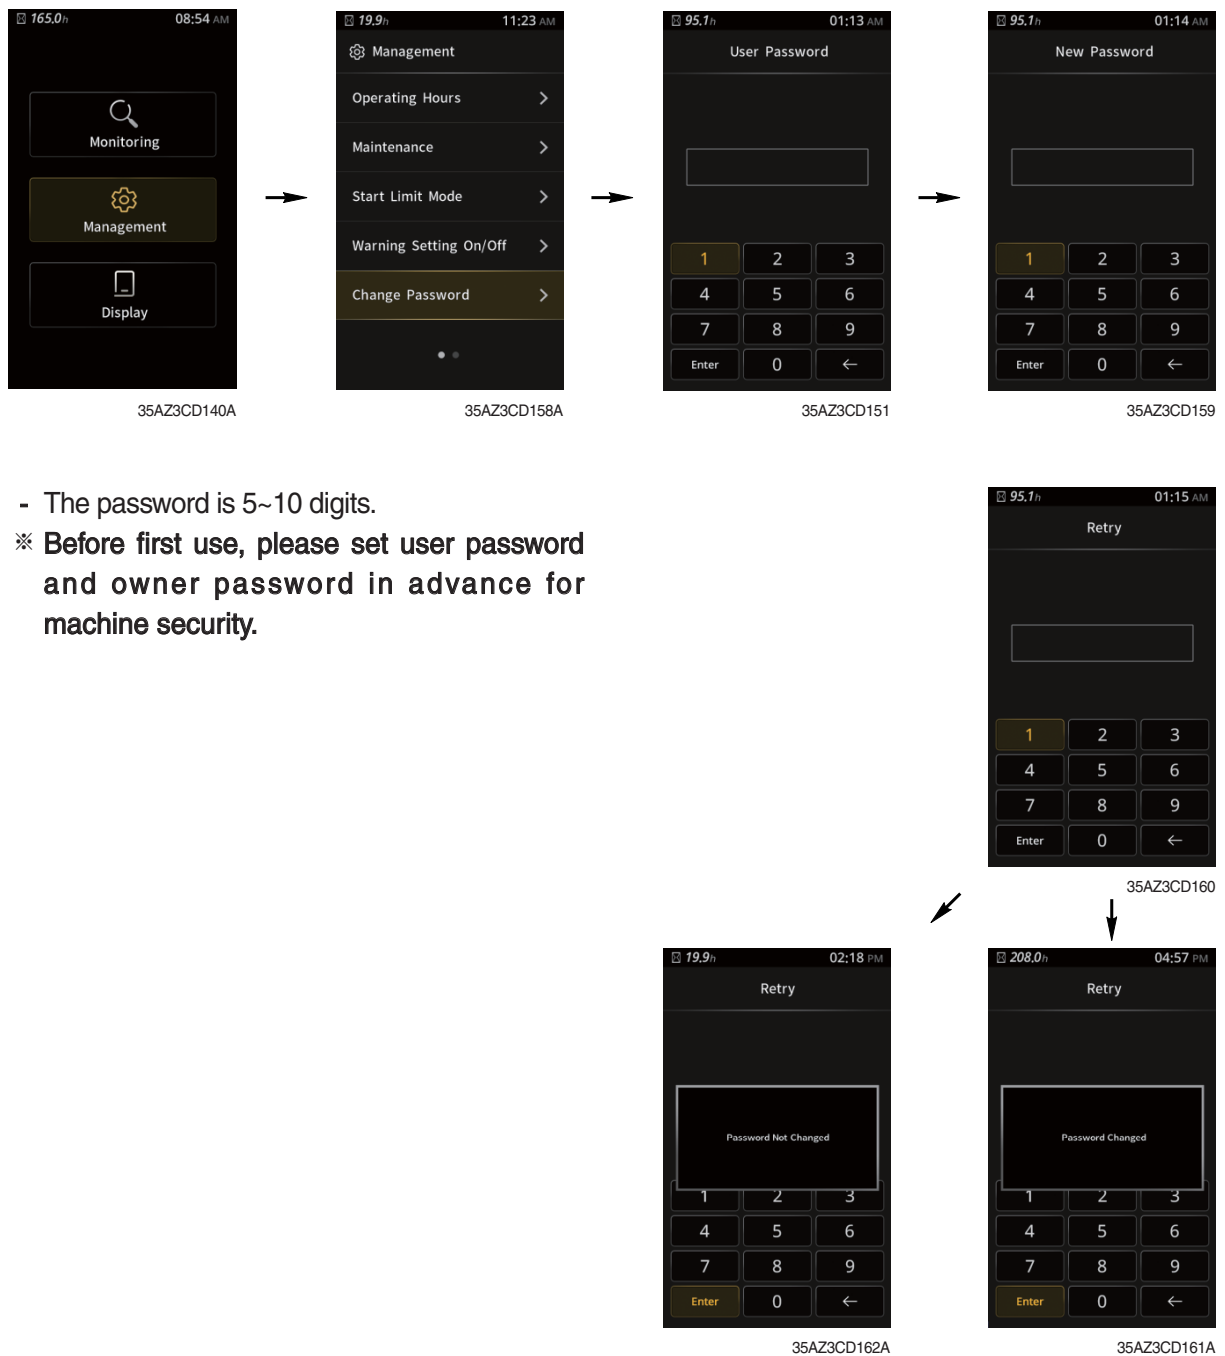 165.0h 08:54 AM
Monitoring
Management
Display
35AZ3CD140A
19.9h 11:23 AM
Management
Operating Hours
Maintenance
Start Limit Mode
Warning Setting On/Off
Change Password
35AZ3CD158A
95.1h 01:13 AM
User Password
1 2 3
4 5 6
7 8 9
Enter 0 ←
35AZ3CD151
95.1h 01:14 AM
New Password
1 2 3
4 5 6
7 8 9
Enter 0 ←
35AZ3CD159
- The password is 5~10 digits.
※ Before first use, please set user password
and owner password in advance for
machine security.
95.1h 01:15 AM
Retry
1 2 3
4 5 6
7 8 9
Enter 0 ←
35AZ3CD160
19.9h 02:18 PM
Retry
Password Not Changed
1 2 3
4 5 6
7 8 9
Enter 0 ←
35AZ3CD162A
208.0h 04:57 PM
Retry
Password Changed
1 2 3
4 5 6
7 8 9
Enter 0 ←
35AZ3CD161A